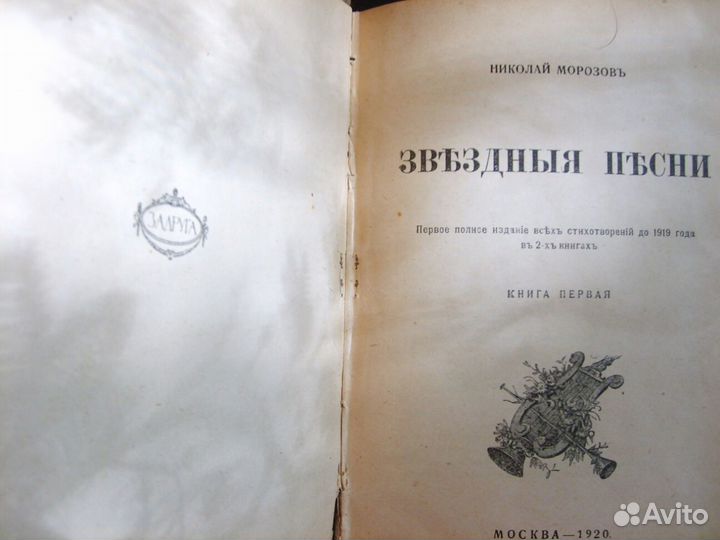 ЗАДРУГА
НИКОЛАЙ МОРОЗОВЪ
ЗВѢЗДНЫЯ ПѢСНИ
Первое полное изданіе всѣхъ стихотвореній до 1919 года
въ 2-хъ книгахъ
КНИГА ПЕРВАЯ
МОСКВА—1920.
Avito